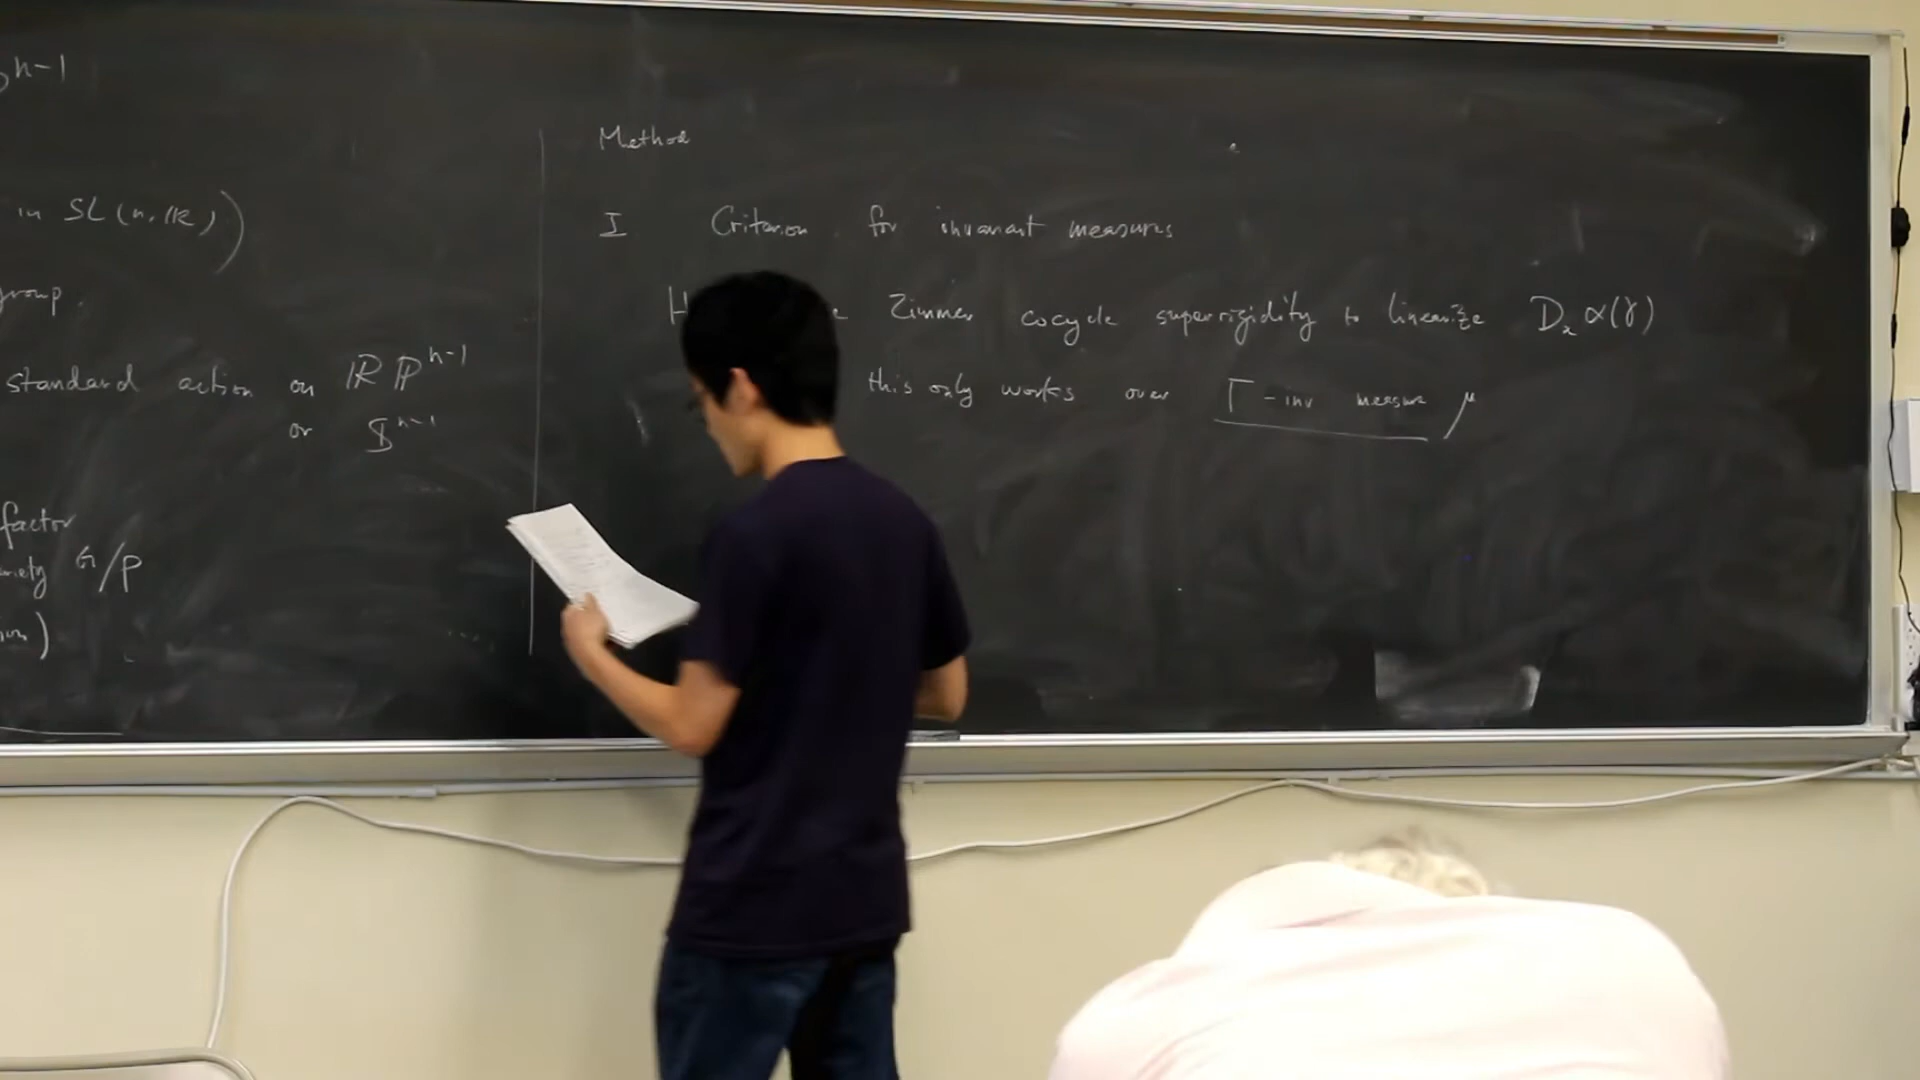 n-1
in SL(n, ℝ))
group.
standard action on ℝℙ^{n-1}
or 𝕊^{n-1}
factor
G/P
Method
I Criterion for invariant measures
Zimmer cocycle superrigidity to linearize D_x α(γ)
this only works over Γ-inv measure μ